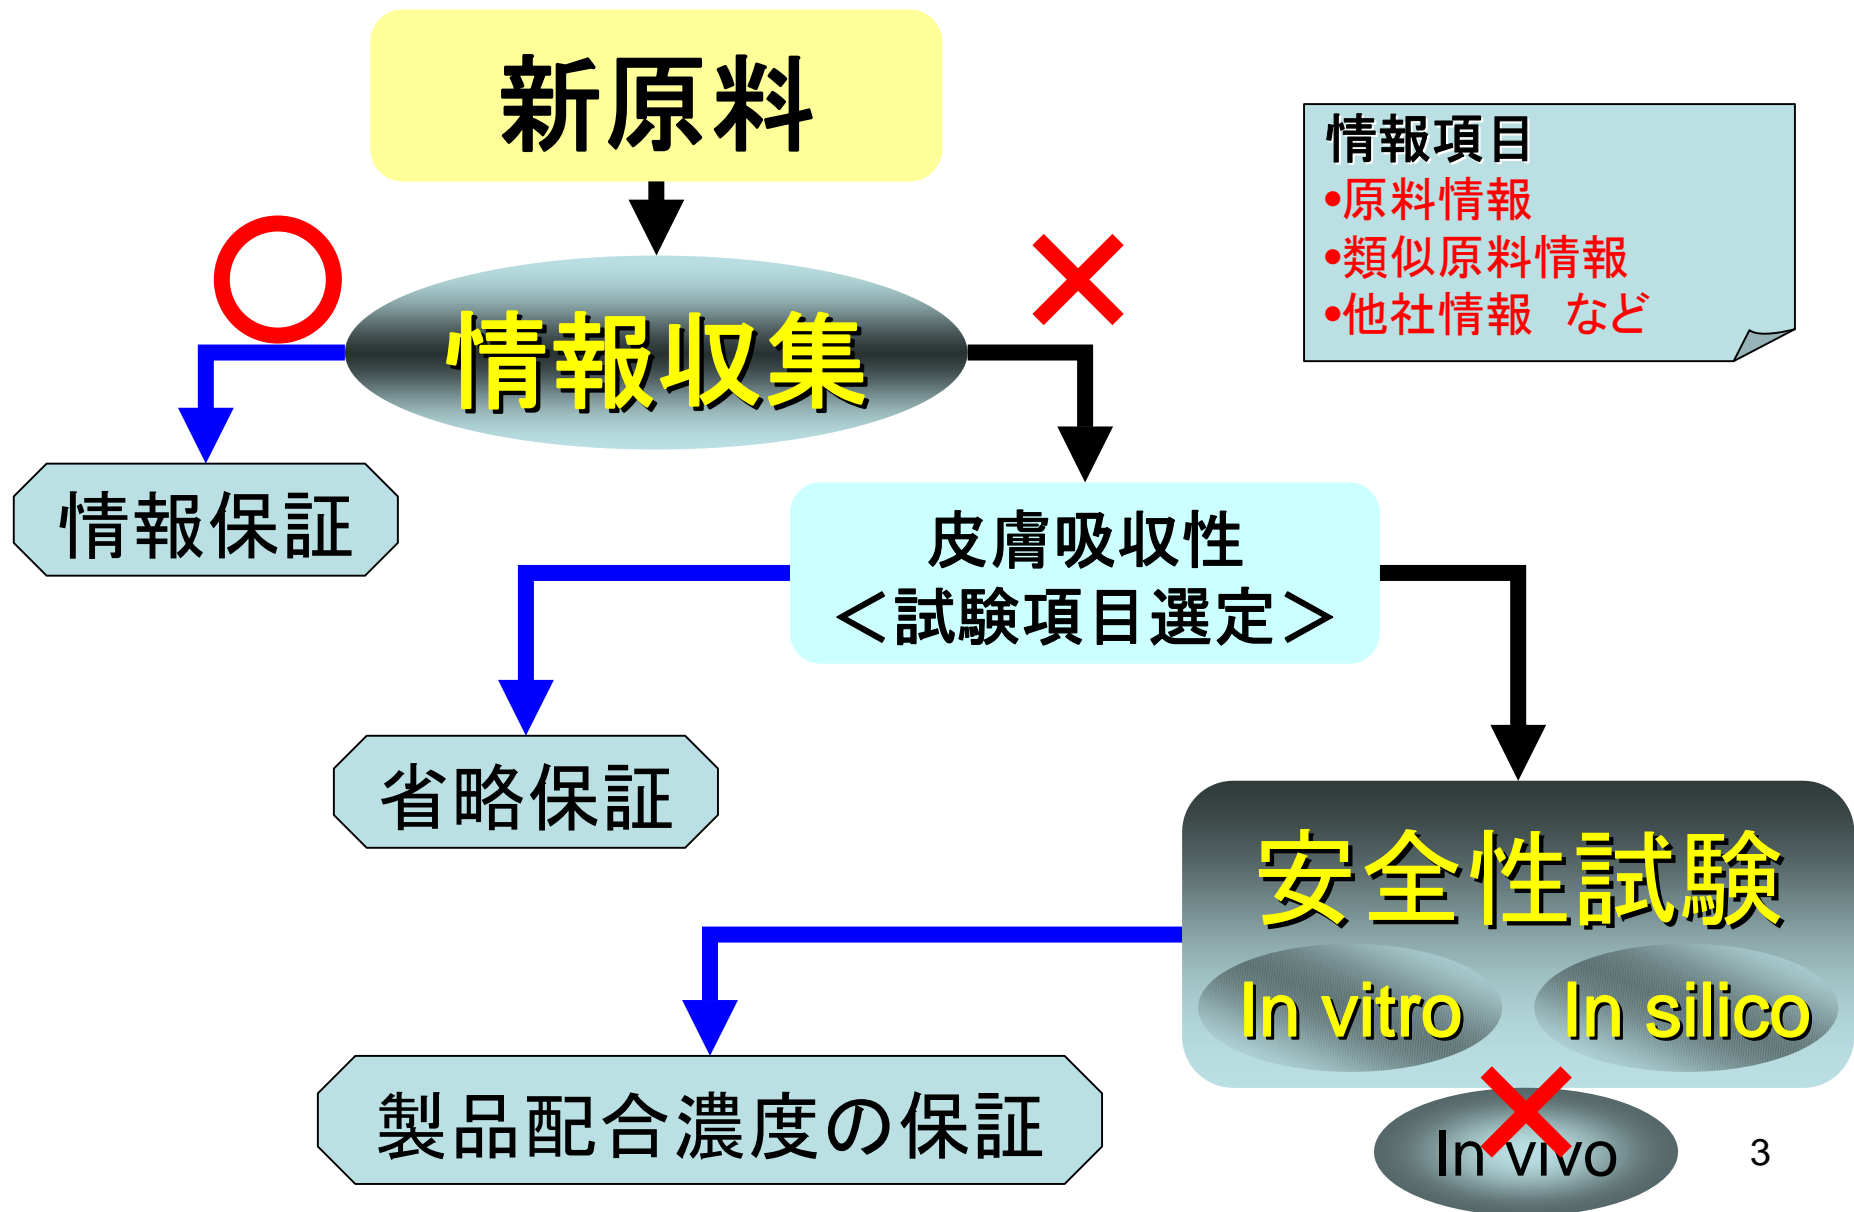 新原料
情報項目
•原料情報
•類似原料情報
•他社情報　など
情報収集
情報保証
皮膚吸収性
＜試験項目選定＞
省略保証
安全性試験
In vitro
In silico
製品配合濃度の保証
In vivo
3